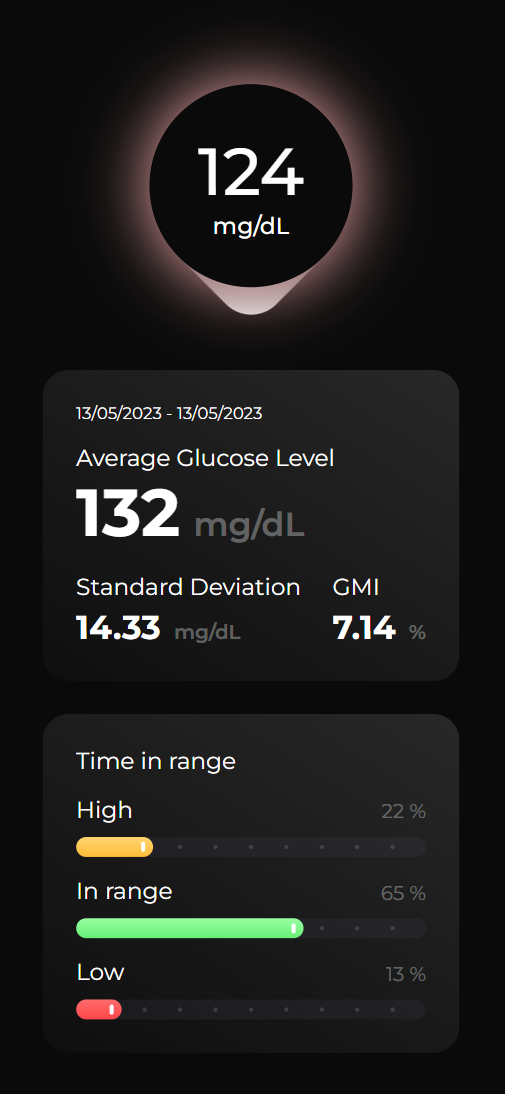 124
mg/dL
13/05/2023 - 13/05/2023
Average Glucose Level
132 mg/dL
Standard Deviation GMI
14.33 mg/dL 7.14 %
Time in range
High 22 %
In range 65 %
Low 13 %